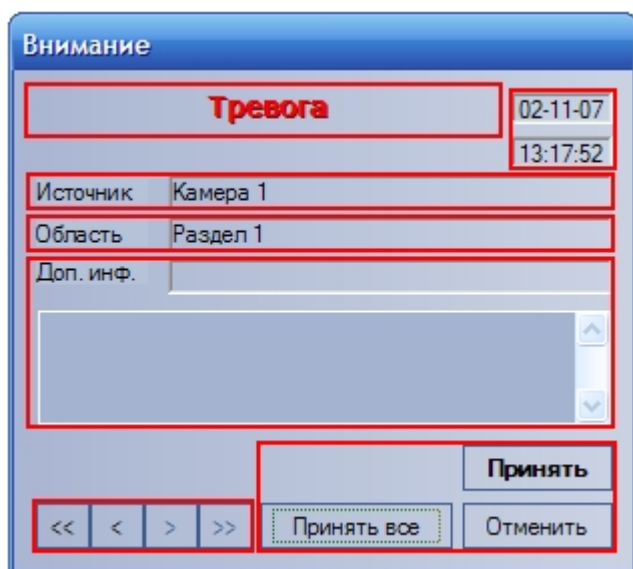 Внимание
Тревога
02-11-07
13:17:52
Источник Камера 1
Область Раздел 1
Доп. инф.
Принять
<< < > >> Принять все Отменить